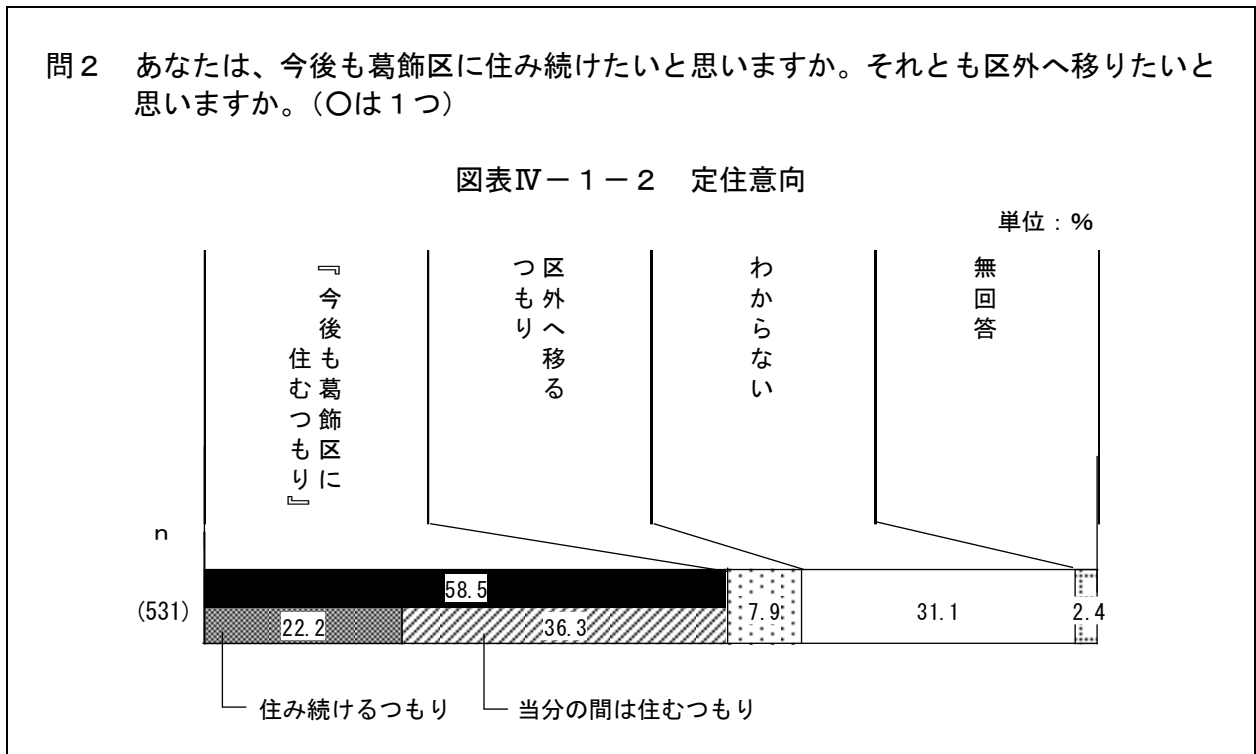 問２　あなたは、今後も葛飾区に住み続けたいと思いますか。それとも区外へ移りたいと
思いますか。（〇は１つ）
図表Ⅳ－１－２　定住意向
単位：％
『今後も葛飾区に
住むつもり』
区外へ移る
つもり
わからない
無回答
ｎ
(531)
58.5
22.2
36.3
7.9
31.1
2.4
住み続けるつもり
当分の間は住むつもり